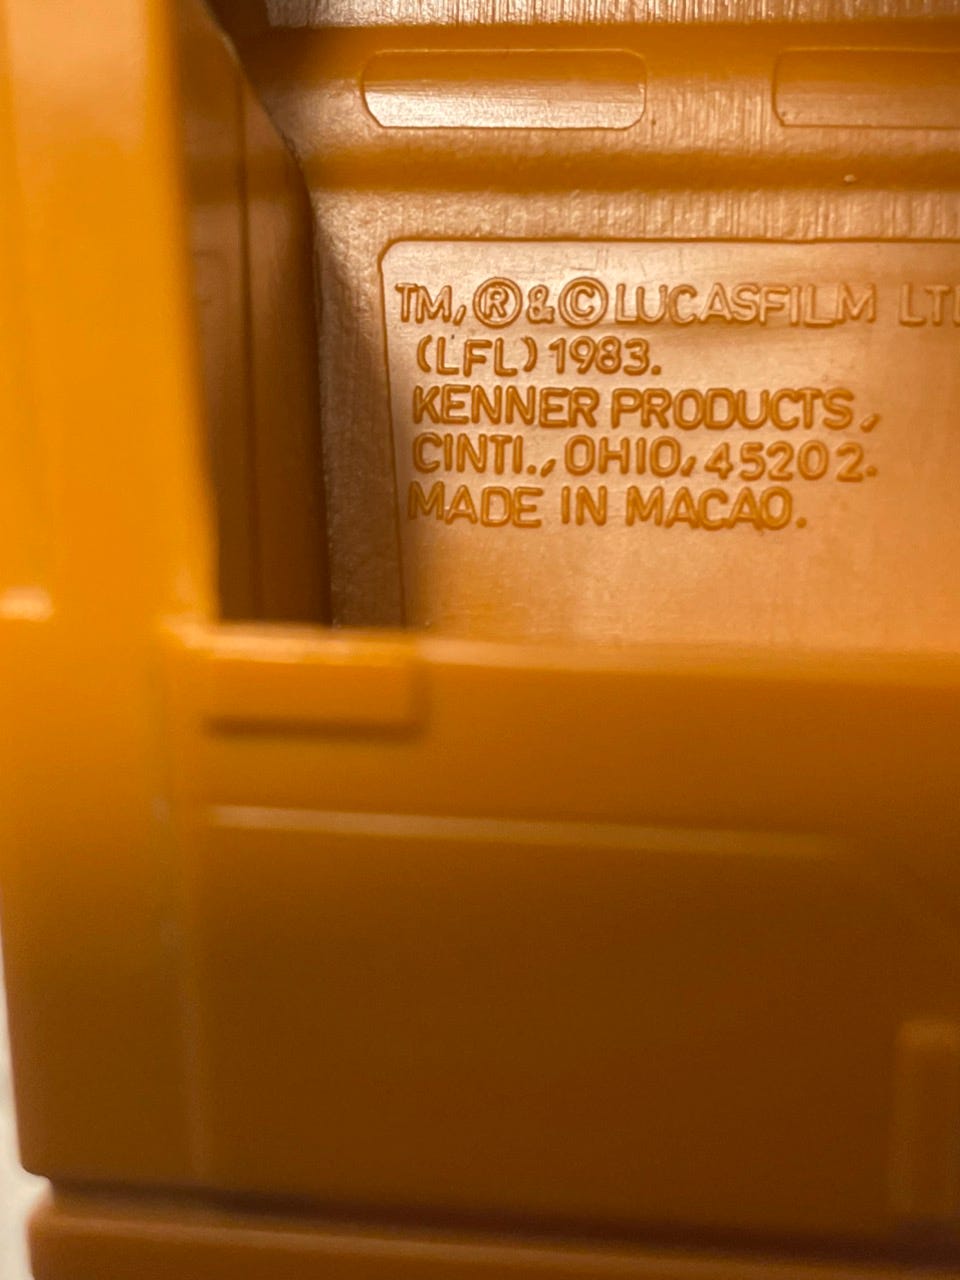 TM, ® & © LUCASFILM LT
(LFL) 1983.
KENNER PRODUCTS,
CINTI., OHIO, 45202.
MADE IN MACAO.